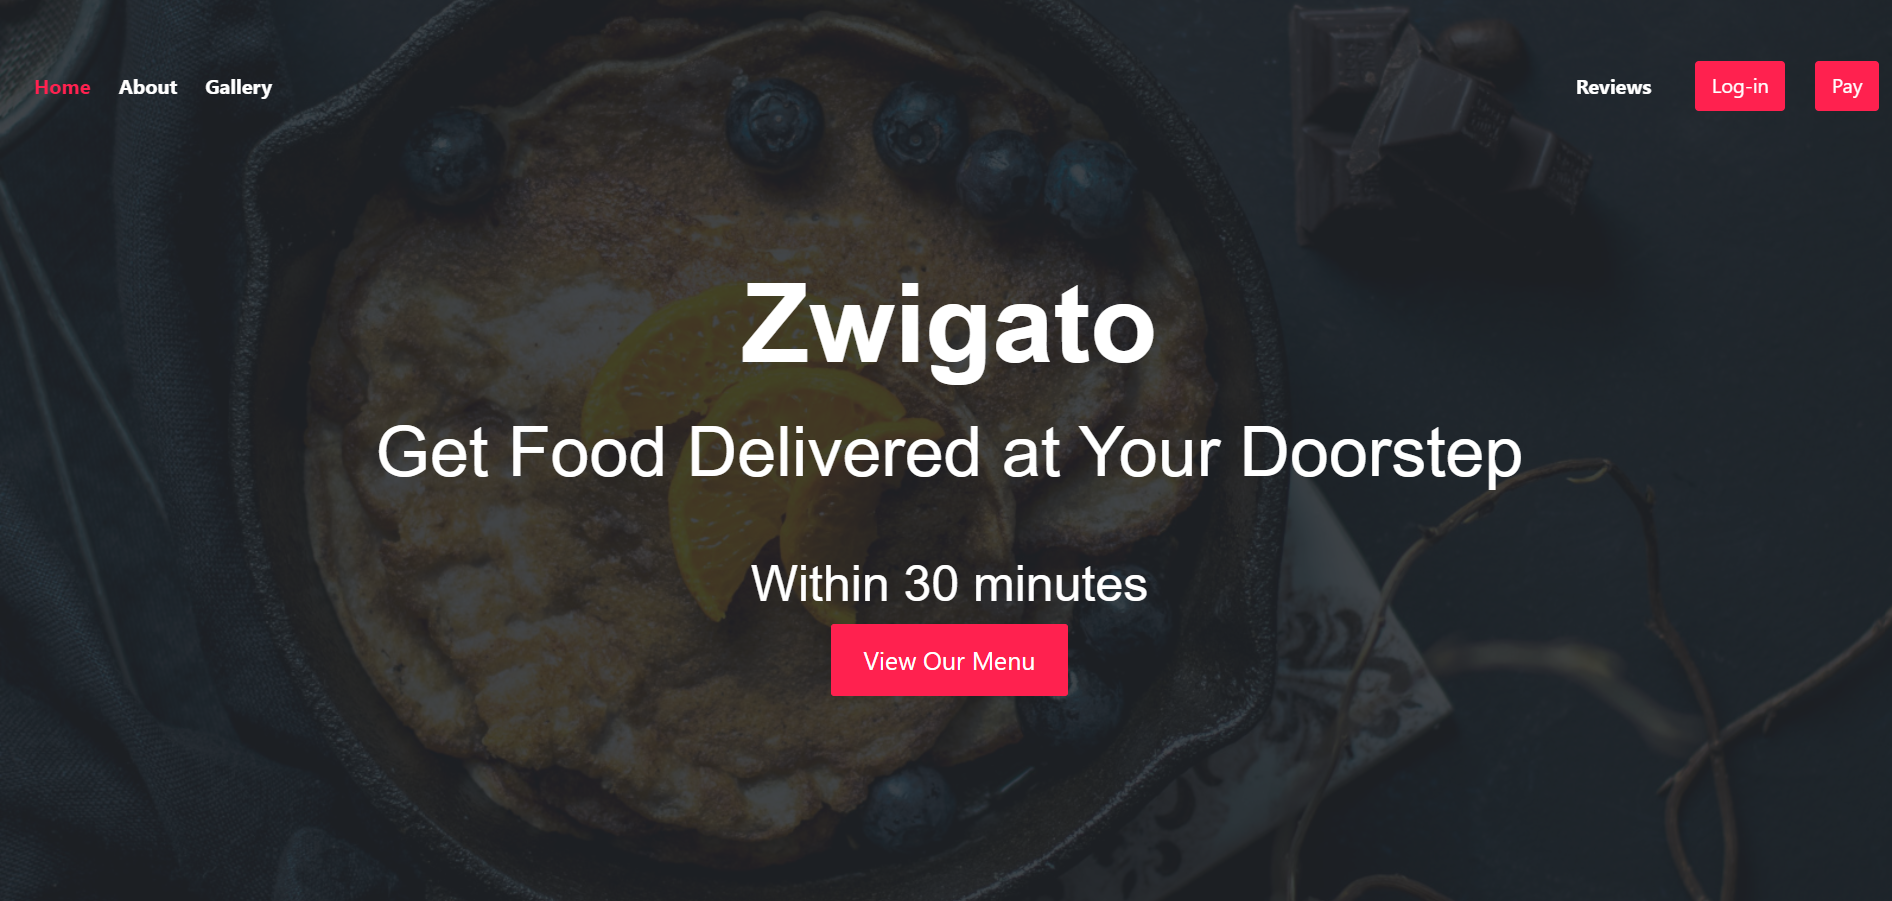 Home About Gallery Reviews Log-in Pay
Zwigato
Get Food Delivered at Your Doorstep
Within 30 minutes
View Our Menu